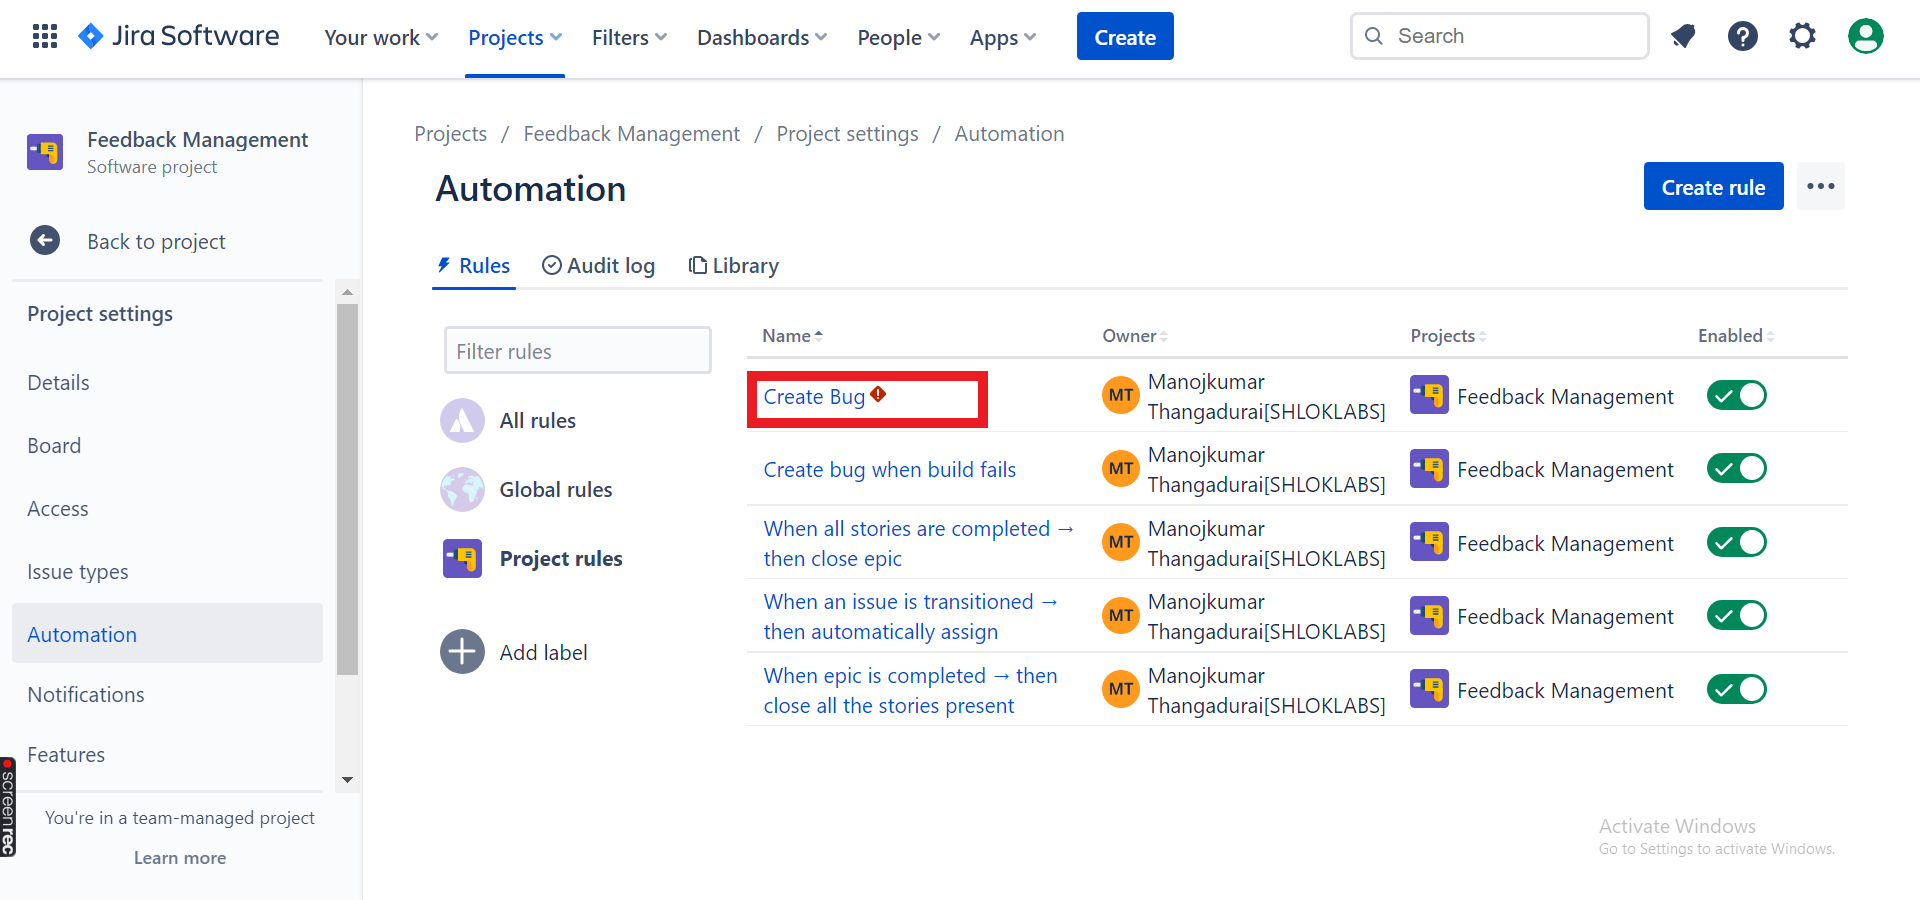 Jira Software
Your work
Projects
Filters
Dashboards
People
Apps
Create
Search
Feedback Management
Software project
Back to project
Project settings
Details
Board
Access
Issue types
Automation
Notifications
Features
You're in a team-managed project
Learn more
screenrec
Projects / Feedback Management / Project settings / Automation
Automation
Create rule
Rules
Audit log
Library
Filter rules
All rules
Global rules
Project rules
Add label
Name Owner Projects Enabled
Create Bug
MT
Manojkumar
Thangadurai[SHLOKLABS]
Feedback Management
Create bug when build fails
MT
Manojkumar
Thangadurai[SHLOKLABS]
Feedback Management
When all stories are completed →
then close epic
MT
Manojkumar
Thangadurai[SHLOKLABS]
Feedback Management
When an issue is transitioned →
then automatically assign
MT
Manojkumar
Thangadurai[SHLOKLABS]
Feedback Management
When epic is completed → then
close all the stories present
MT
Manojkumar
Thangadurai[SHLOKLABS]
Feedback Management
Activate Windows
Go to Settings to activate Windows.